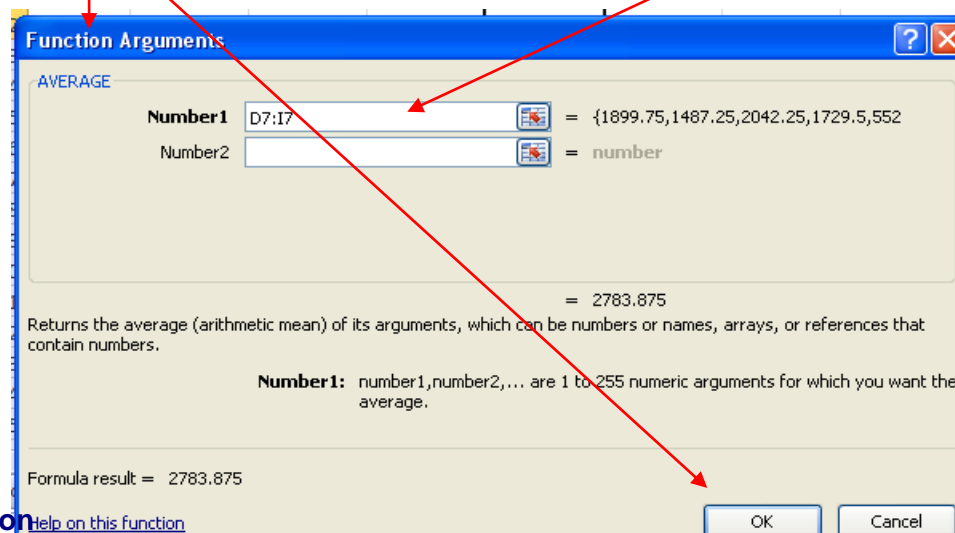 Function Arguments
AVERAGE
Number1 D7:I7 = {1899.75,1487.25,2042.25,1729.5,552
Number2 = number
= 2783.875
Returns the average (arithmetic mean) of its arguments, which can be numbers or names, arrays, or references that
contain numbers.
Number1: number1,number2,... are 1 to 255 numeric arguments for which you want the
average.
Formula result = 2783.875
on
Help on this function
OK
Cancel